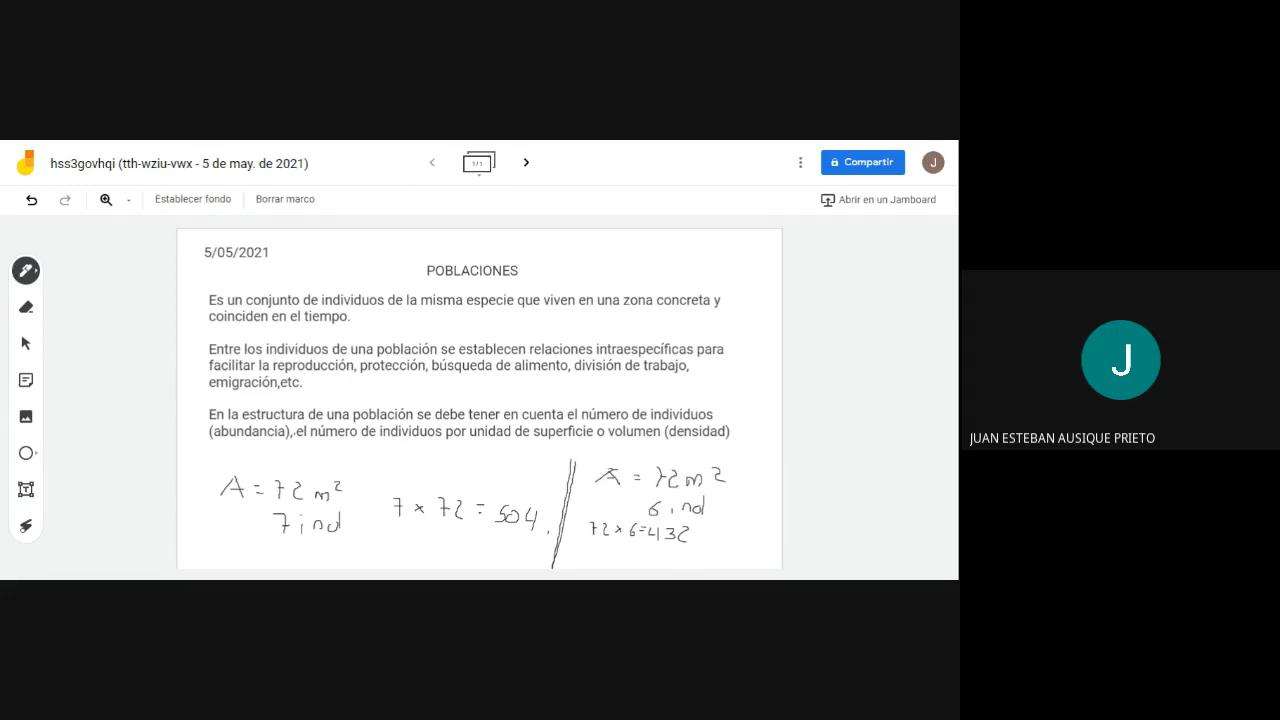 hss3govhqi (tth-wziu-vwx - 5 de may. de 2021)
1/1
Compartir
J
Establecer fondo
Borrar marco
Abrir en un Jamboard
5/05/2021
POBLACIONES
Es un conjunto de individuos de la misma especie que viven en una zona concreta y
coinciden en el tiempo.
Entre los individuos de una población se establecen relaciones intraespecíficas para
facilitar la reproducción, protección, búsqueda de alimento, división de trabajo,
emigración,etc.
En la estructura de una población se debe tener en cuenta el número de individuos
(abundancia),.el número de individuos por unidad de superficie o volumen (densidad)
A = 72 m²
7 ind
7 × 72 = 504.
A = 72 m²
6 ind
72 × 6 = 432
J
JUAN ESTEBAN AUSIQUE PRIETO